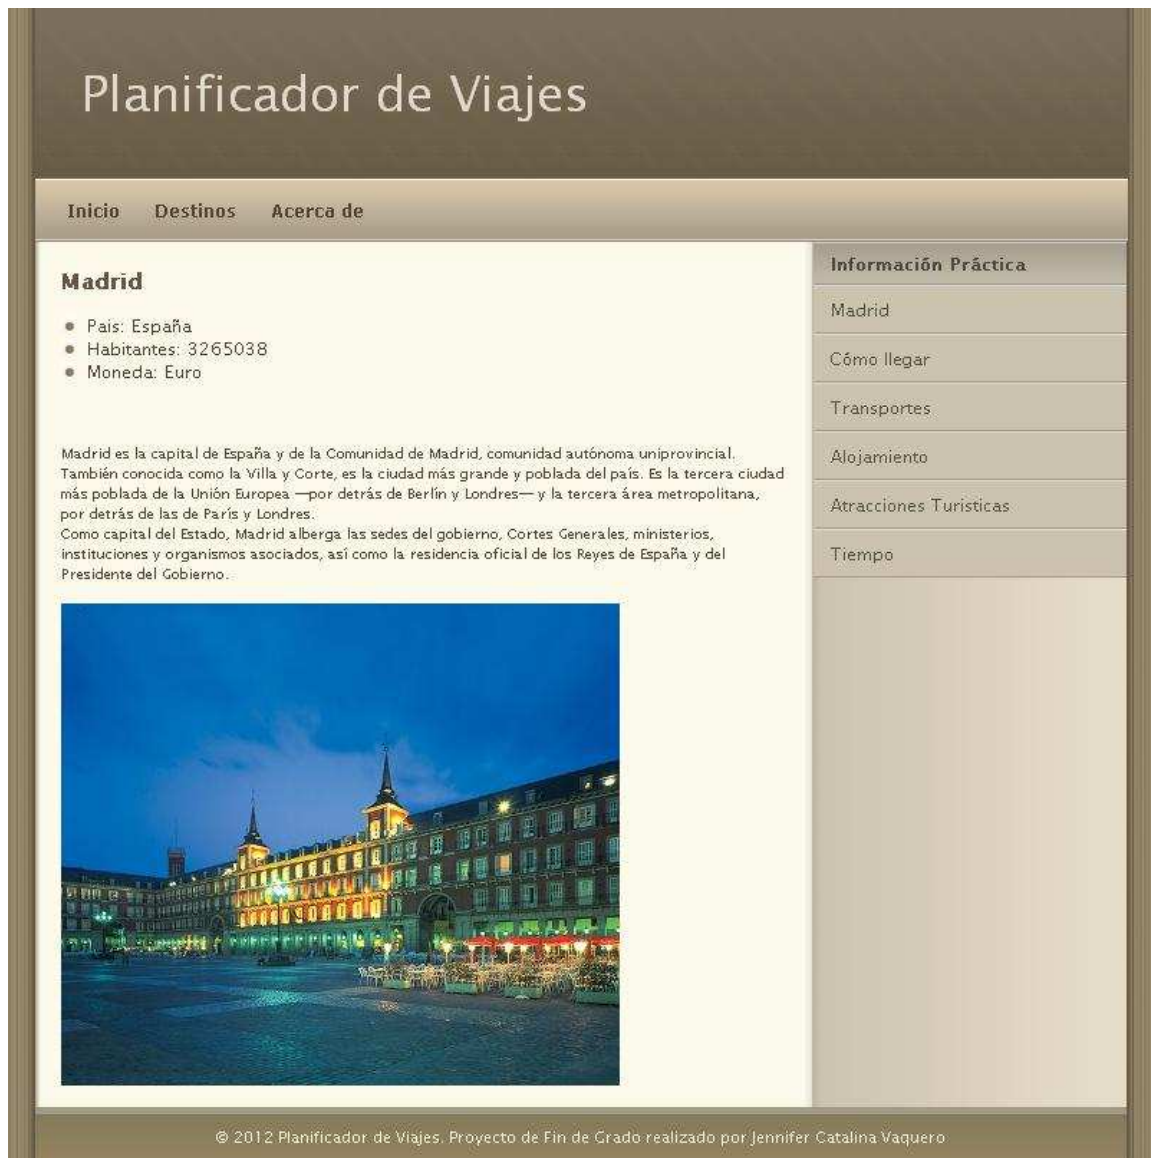 Planificador de Viajes
Inicio Destinos Acerca de
Madrid
Pais: España
Habitantes: 3265038
Moneda: Euro
Madrid es la capital de España y de la Comunidad de Madrid, comunidad autónoma uniprovincial.
También conocida como la Villa y Corte, es la ciudad más grande y poblada del país. Es la tercera ciudad
más poblada de la Unión Europea —por detrás de Berlín y Londres— y la tercera área metropolitana,
por detrás de las de París y Londres.
Como capital del Estado, Madrid alberga las sedes del gobierno, Cortes Generales, ministerios,
instituciones y organismos asociados, así como la residencia oficial de los Reyes de España y del
Presidente del Gobierno.
Información Práctica
Madrid
Cómo llegar
Transportes
Alojamiento
Atracciones Turisticas
Tiempo
© 2012 Planificador de Viajes. Proyecto de Fin de Grado realizado por Jennifer Catalina Vaquero